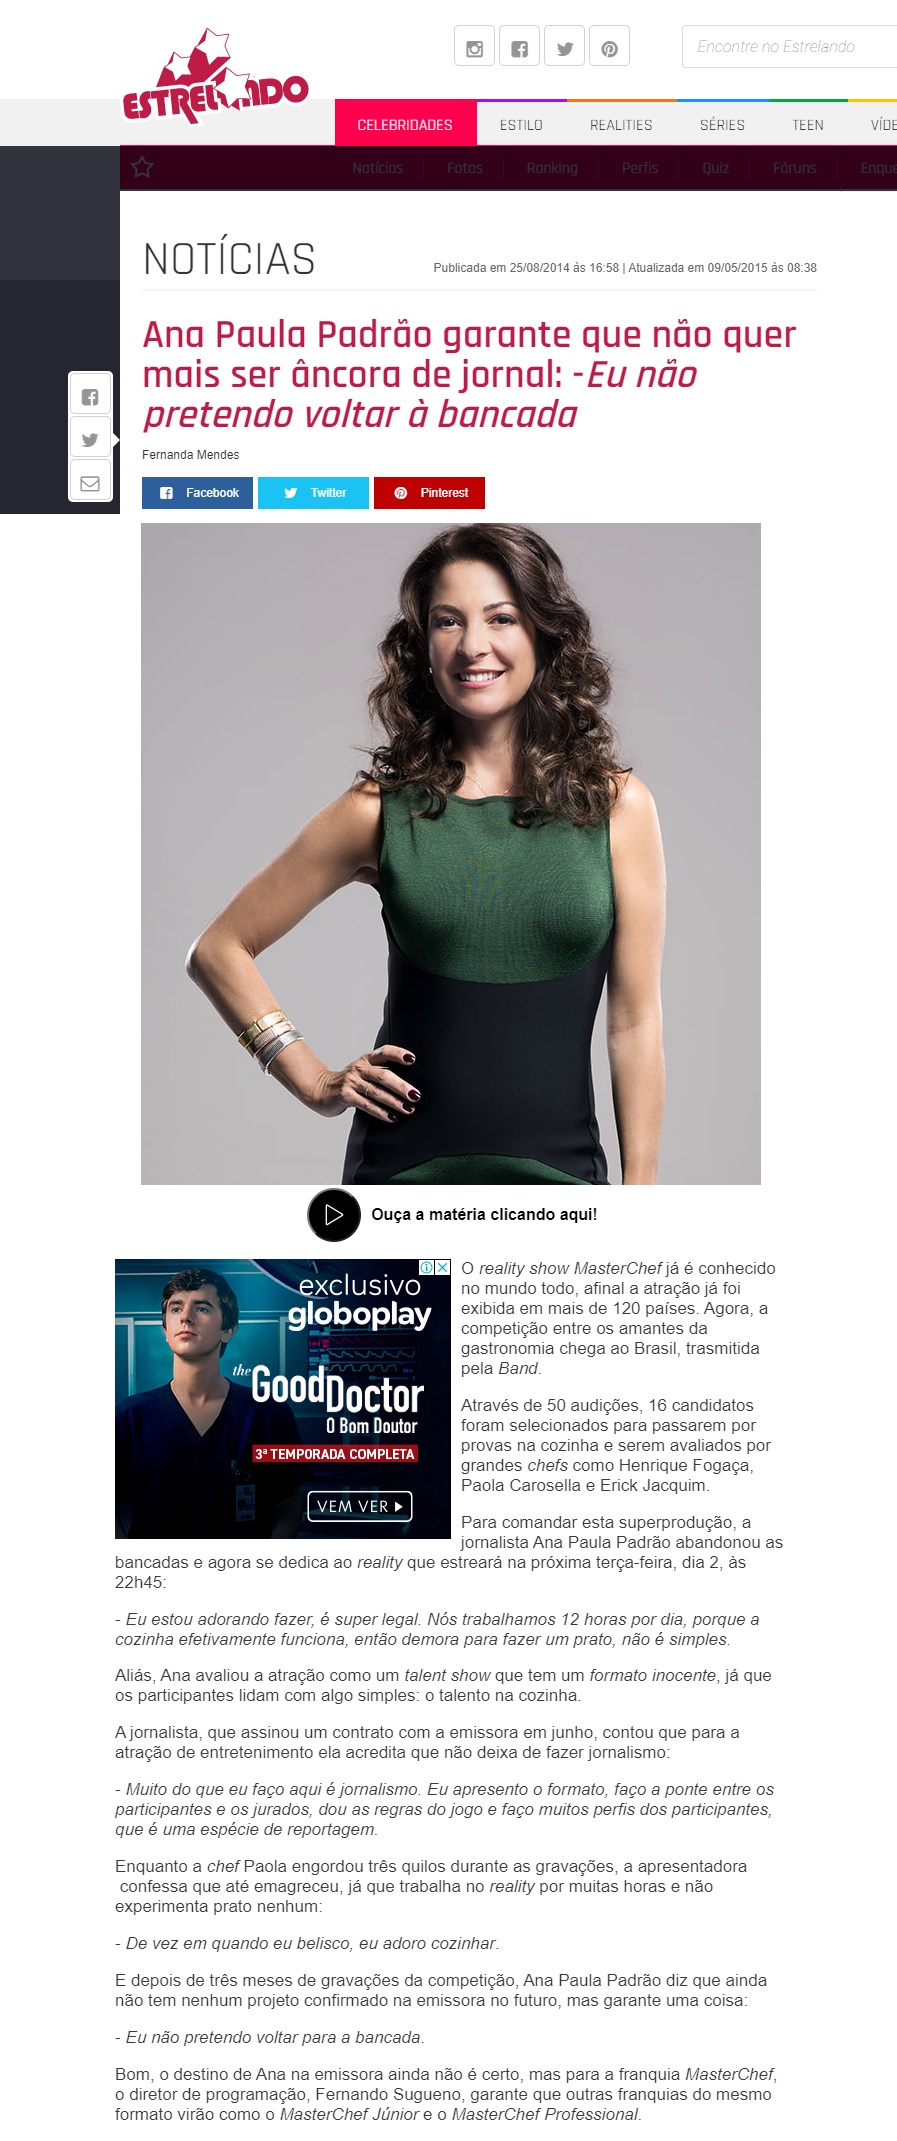 ESTRELANDO
Encontre no Estrelando
CELEBRIDADES ESTILO REALITIES SÉRIES TEEN VÍDE
Notícias Fotos Ranking Perfis Quiz Fóruns Enque
NOTÍCIAS
Publicada em 25/08/2014 às 16:58 | Atualizada em 09/05/2015 às 08:38
Ana Paula Padrão garante que não quer
mais ser âncora de jornal: -Eu não
pretendo voltar à bancada
Fernanda Mendes
Facebook Twitter Pinterest
Ouça a matéria clicando aqui!
exclusivo
globoplay
the Good Doctor
O Bom Doutor
3ª TEMPORADA COMPLETA
VEM VER
O reality show MasterChef já é conhecido
no mundo todo, afinal a atração já foi
exibida em mais de 120 países. Agora, a
competição entre os amantes da
gastronomia chega ao Brasil, trasmitida
pela Band.
Através de 50 audições, 16 candidatos
foram selecionados para passarem por
provas na cozinha e serem avaliados por
grandes chefs como Henrique Fogaça,
Paola Carosella e Erick Jacquim.
Para comandar esta superprodução, a
jornalista Ana Paula Padrão abandonou as
bancadas e agora se dedica ao reality que estreará na próxima terça-feira, dia 2, às
22h45:
- Eu estou adorando fazer, é super legal. Nós trabalhamos 12 horas por dia, porque a
cozinha efetivamente funciona, então demora para fazer um prato, não é simples.
Aliás, Ana avaliou a atração como um talent show que tem um formato inocente, já que
os participantes lidam com algo simples: o talento na cozinha.
A jornalista, que assinou um contrato com a emissora em junho, contou que para a
atração de entretenimento ela acredita que não deixa de fazer jornalismo:
- Muito do que eu faço aqui é jornalismo. Eu apresento o formato, faço a ponte entre os
participantes e os jurados, dou as regras do jogo e faço muitos perfis dos participantes,
que é uma espécie de reportagem.
Enquanto a chef Paola engordou três quilos durante as gravações, a apresentadora
confessa que até emagreceu, já que trabalha no reality por muitas horas e não
experimenta prato nenhum:
- De vez em quando eu belisco, eu adoro cozinhar.
E depois de três meses de gravações da competição, Ana Paula Padrão diz que ainda
não tem nenhum projeto confirmado na emissora no futuro, mas garante uma coisa:
- Eu não pretendo voltar para a bancada.
Bom, o destino de Ana na emissora ainda não é certo, mas para a franquia MasterChef,
o diretor de programação, Fernando Sugueno, garante que outras franquias do mesmo
formato virão como o MasterChef Júnior e o MasterChef Professional.